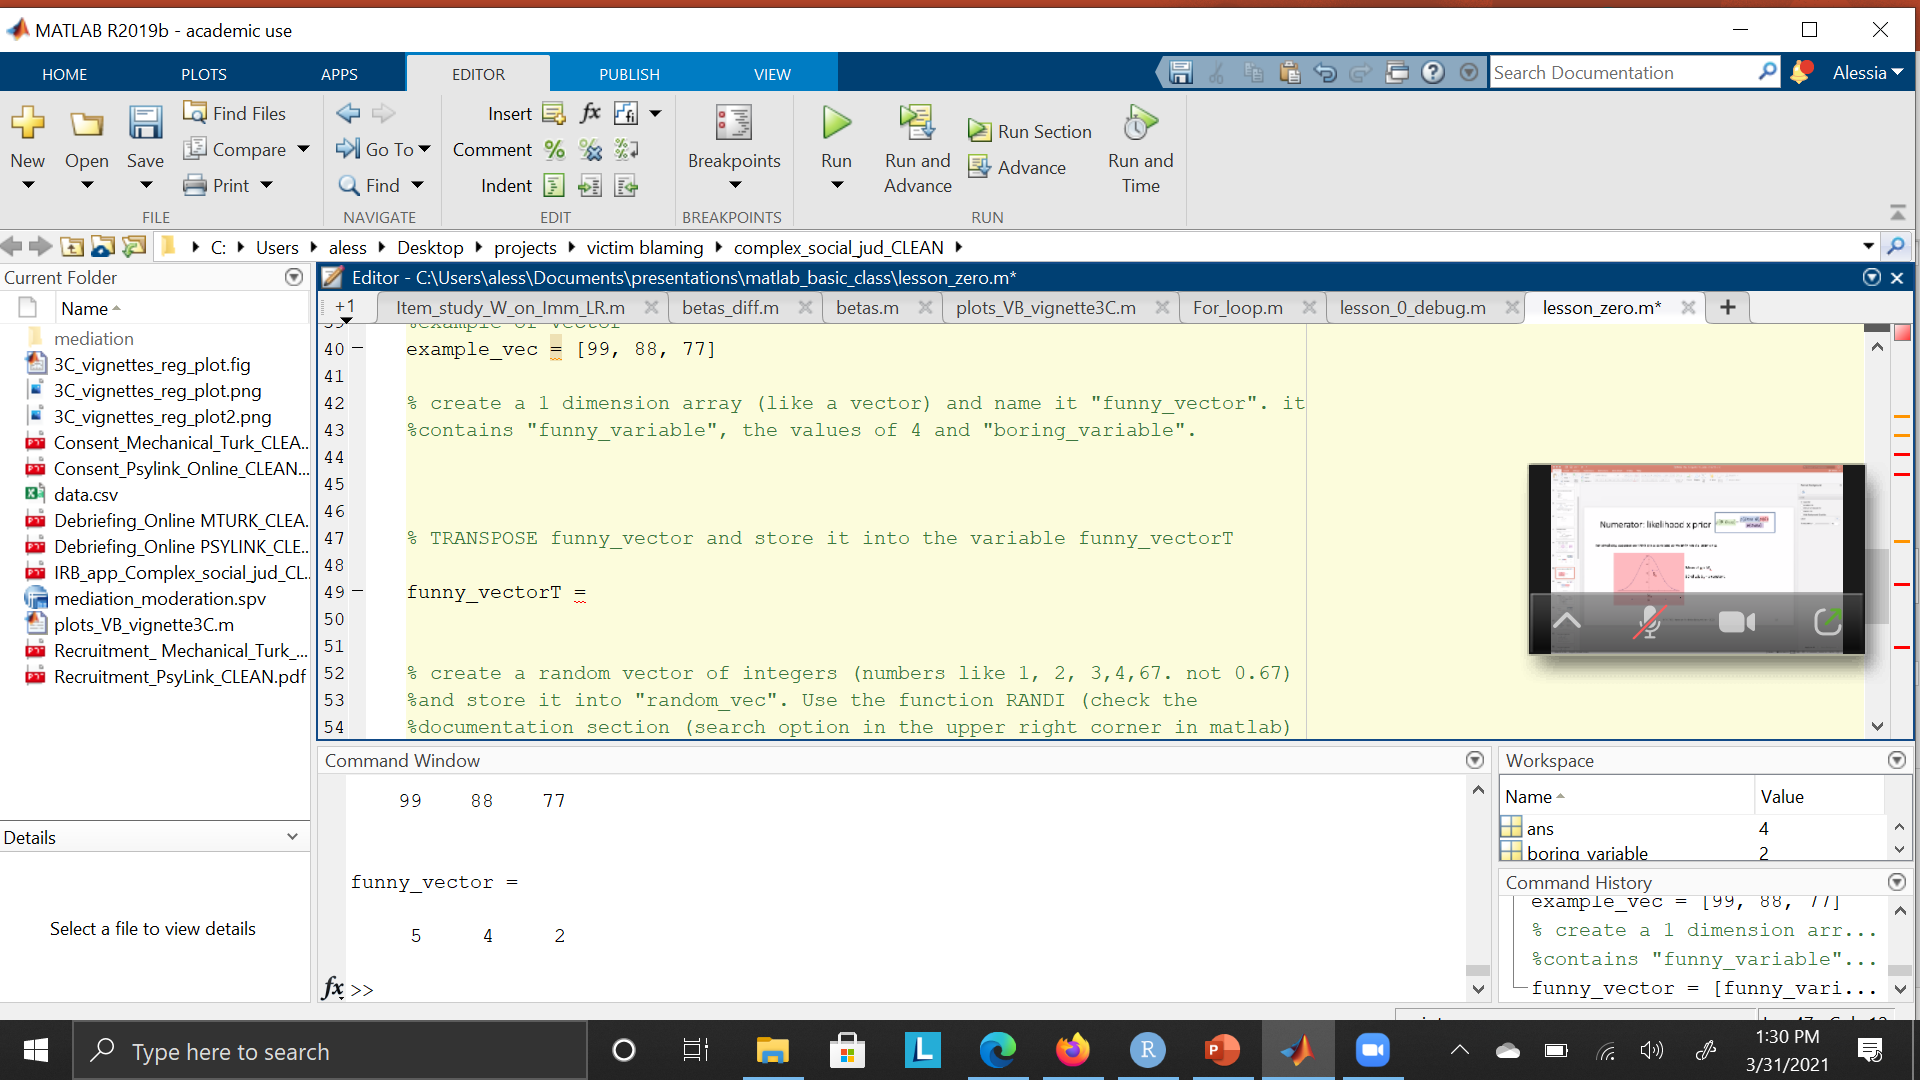 MATLAB R2019b - academic use
HOME PLOTS APPS EDITOR PUBLISH VIEW
Search Documentation
Alessia
New
Open
Save
Find Files
Compare
Print
FILE
Go To
Find
NAVIGATE
Insert
fx
Comment
Indent
EDIT
Breakpoints
BREAKPOINTS
Run
Run and
Advance
Run Section
Advance
Run and
Time
RUN
C: Users aless Desktop projects victim blaming complex_social_jud_CLEAN
Current Folder
Name
mediation
3C_vignettes_reg_plot.fig
3C_vignettes_reg_plot.png
3C_vignettes_reg_plot2.png
Consent_Mechanical_Turk_CLEA...
Consent_Psylink_Online_CLEAN...
data.csv
Debriefing_Online MTURK_CLEA...
Debriefing_Online PSYLINK_CLE...
IRB_app_Complex_social_jud_CL...
mediation_moderation.spv
plots_VB_vignette3C.m
Recruitment_ Mechanical_Turk_...
Recruitment_PsyLink_CLEAN.pdf
Details
Select a file to view details
Editor - C:\Users\aless\Documents\presentations\matlab_basic_class\lesson_zero.m*
+1 Item_study_W_on_Imm_LR.m betas_diff.m betas.m plots_VB_vignette3C.m For_loop.m lesson_0_debug.m lesson_zero.m*
39 %example of vector
40 example_vec = [99, 88, 77]
41
42 % create a 1 dimension array (like a vector) and name it "funny_vector". it
43 %contains "funny_variable", the values of 4 and "boring_variable".
44
45
46
47 % TRANSPOSE funny_vector and store it into the variable funny_vectorT
48
49 funny_vectorT =
50
51
52 % create a random vector of integers (numbers like 1, 2, 3,4,67. not 0.67)
53 %and store it into "random_vec". Use the function RANDI (check the
54 %documentation section (search option in the upper right corner in matlab)
Numerator: likelihood x prior
Command Window
99 88 77
funny_vector =
5 4 2
fx >>
Workspace
Name Value
ans 4
boring_variable 2
Command History
example_vec = [99, 88, 77]
% create a 1 dimension arr...
%contains "funny_variable"...
funny_vector = [funny_vari...
Type here to search
1:30 PM
3/31/2021